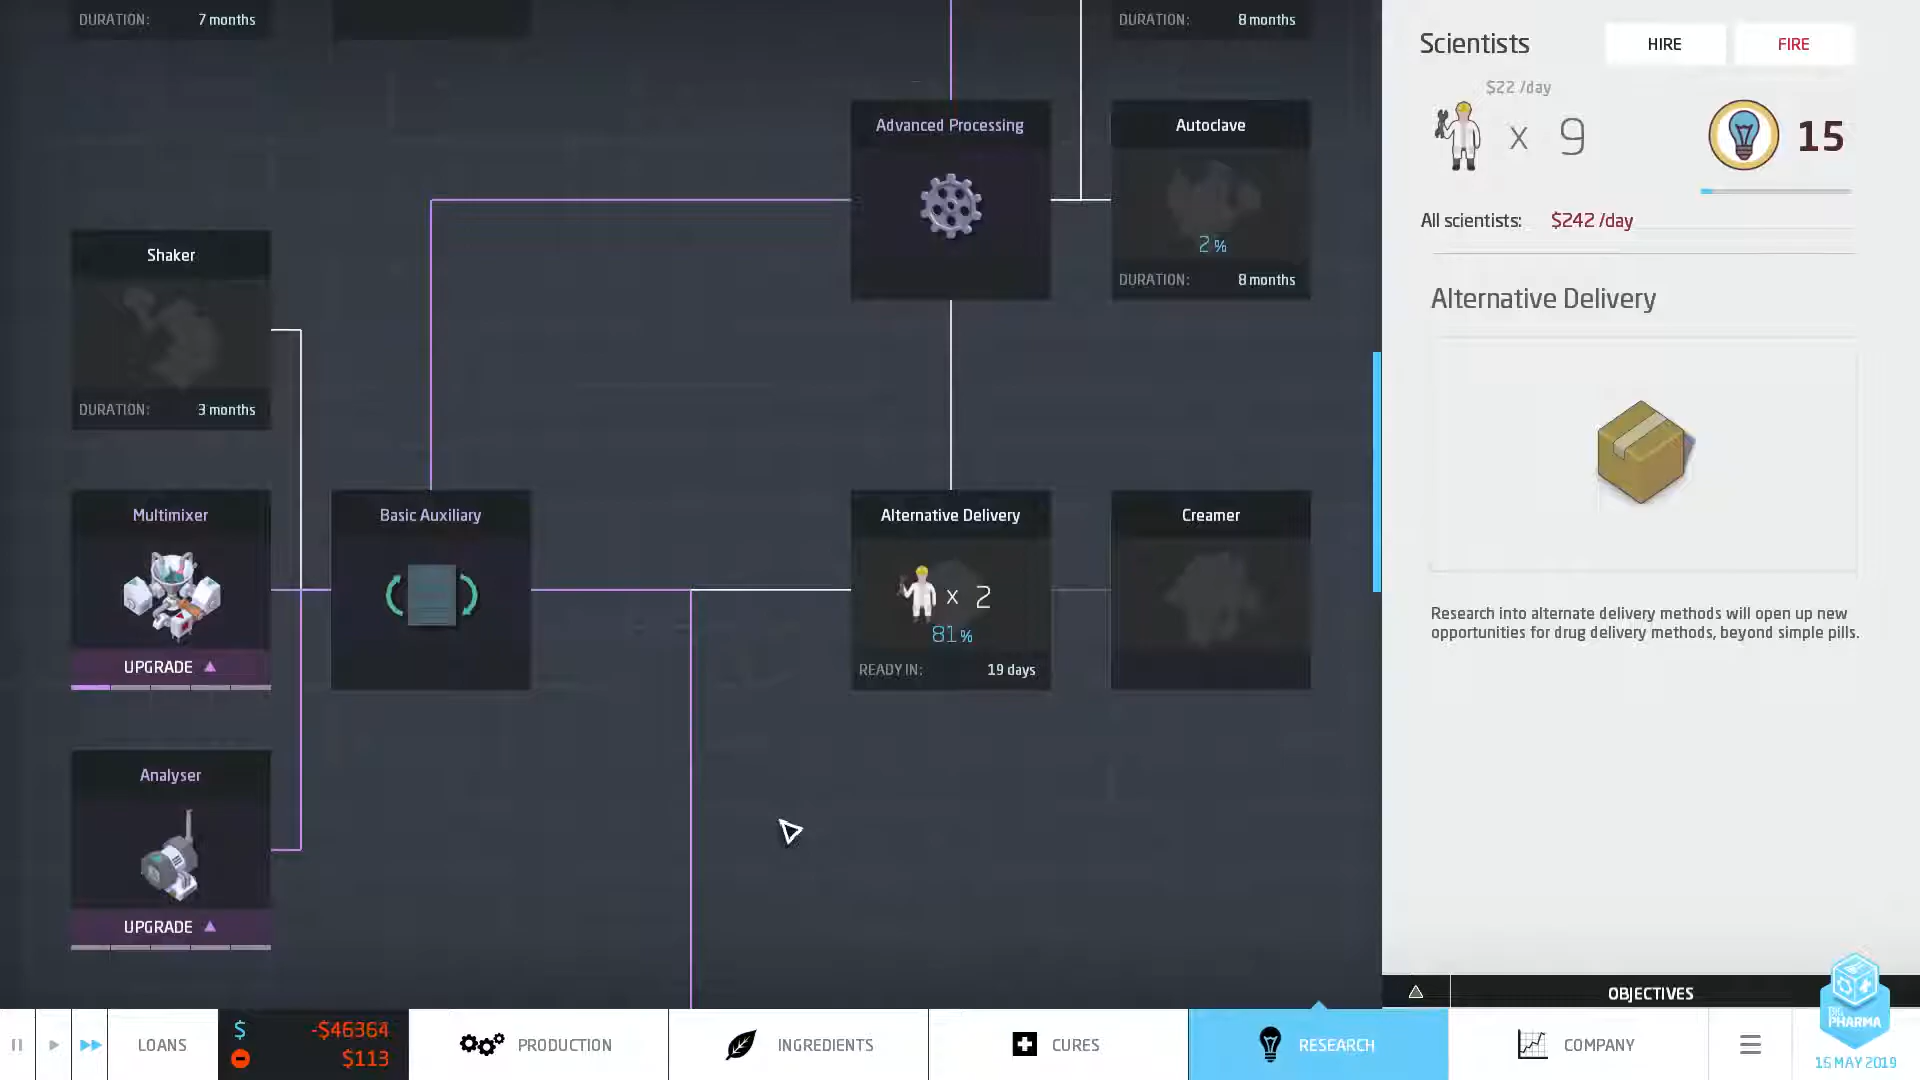 DURATION: 7 months
DURATION: 8 months
Scientists
HIRE
FIRE
$22 /day
x 9
15
All scientists: $242 /day
Advanced Processing
Autoclave
2 %
DURATION: 8 months
Shaker
DURATION: 3 months
Alternative Delivery
Research into alternate delivery methods will open up new
opportunities for drug delivery methods, beyond simple pills.
Multimixer
UPGRADE
Basic Auxiliary
Alternative Delivery
x 2
81 %
READY IN: 19 days
Creamer
Analyser
UPGRADE
OBJECTIVES
LOANS
$ -$46364
$113
PRODUCTION
INGREDIENTS
CURES
RESEARCH
COMPANY
BIG
PHARMA
15 MAY 2019